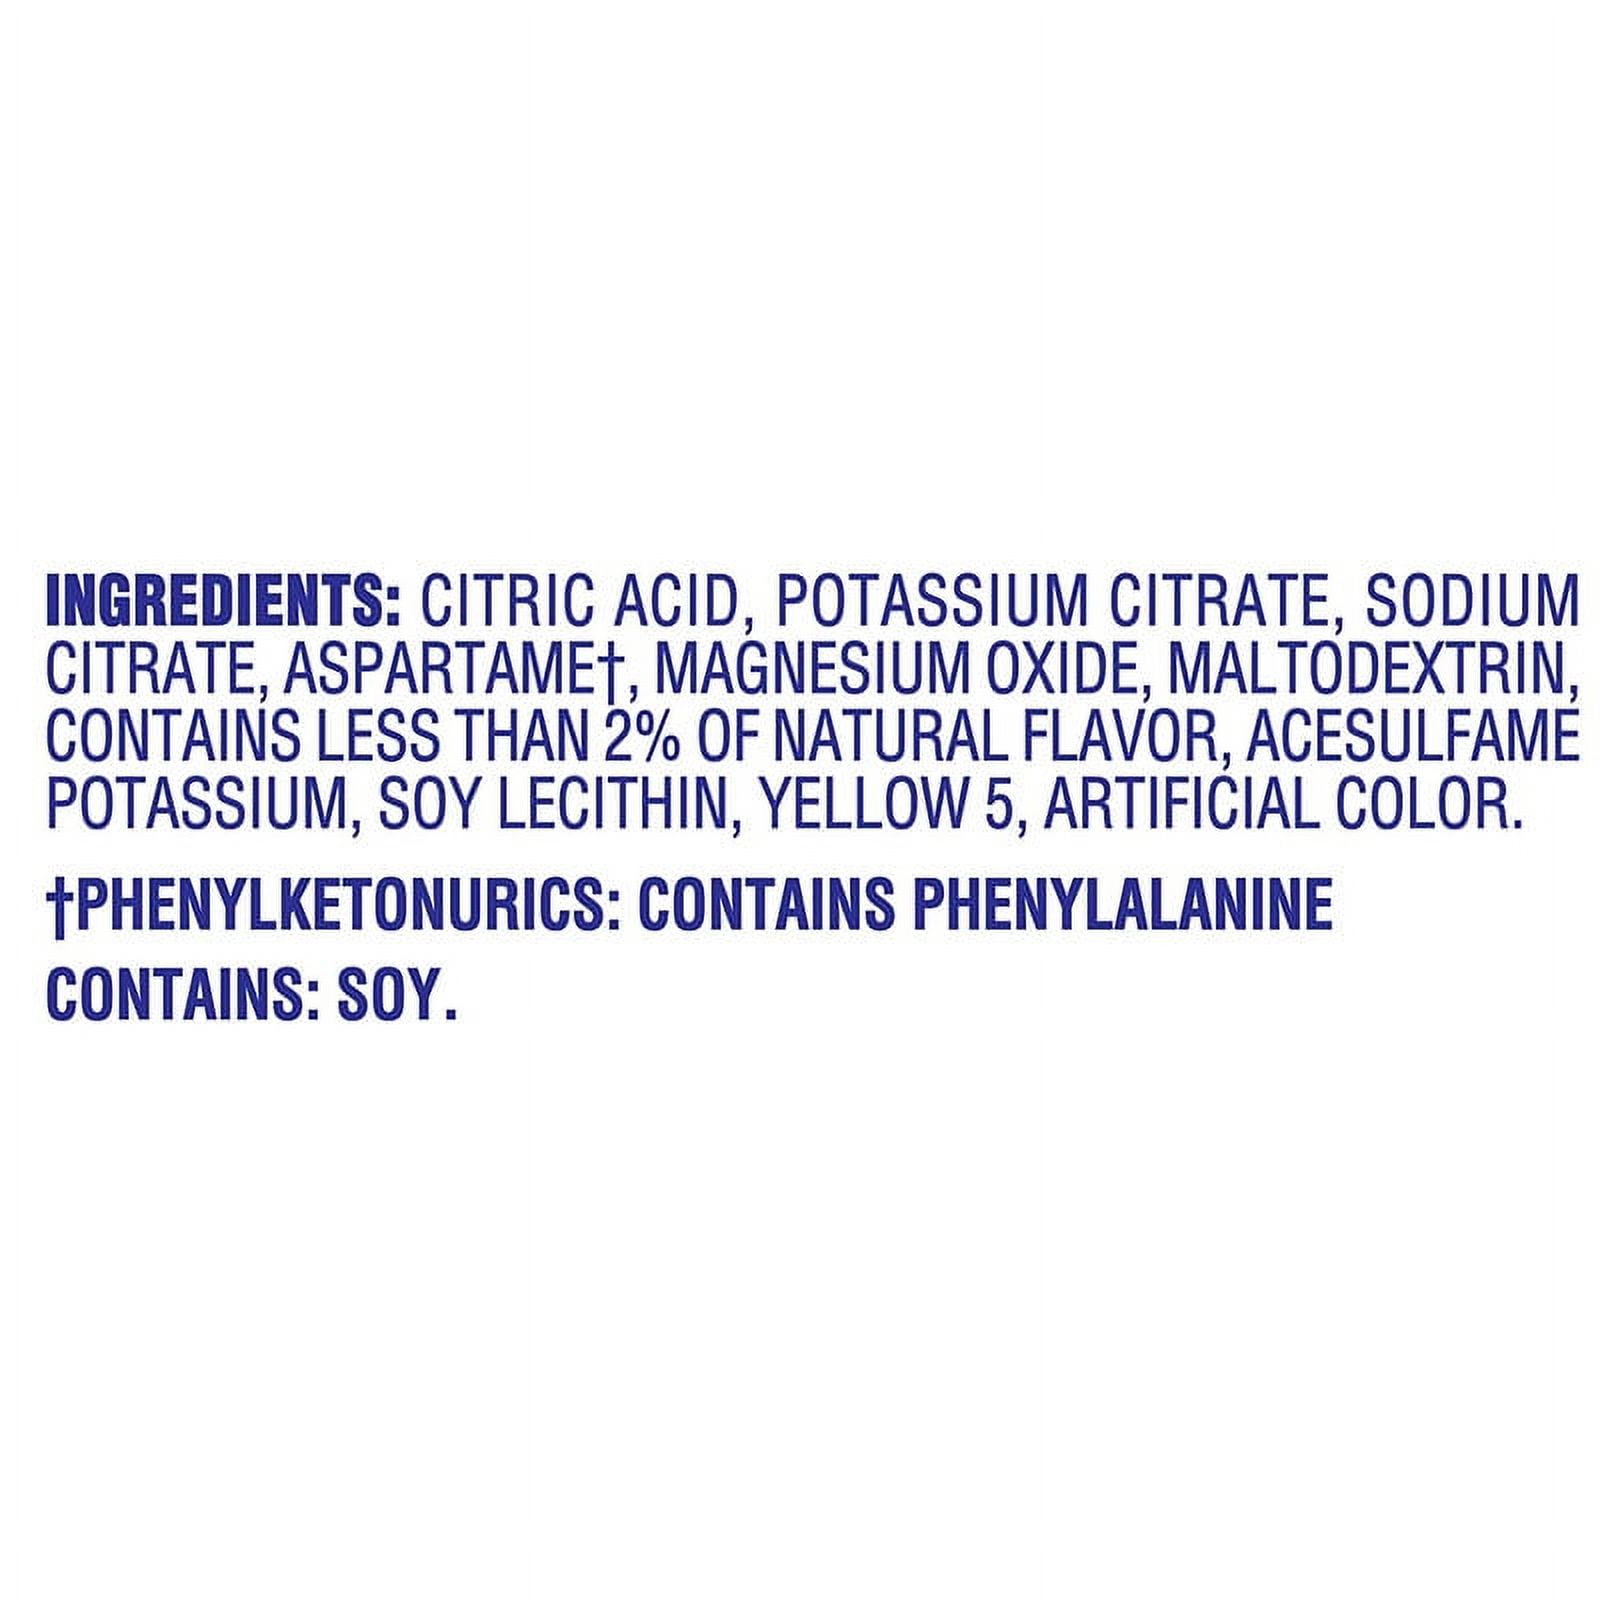 INGREDIENTS: CITRIC ACID, POTASSIUM CITRATE, SODIUM
CITRATE, ASPARTAME†, MAGNESIUM OXIDE, MALTODEXTRIN,
CONTAINS LESS THAN 2% OF NATURAL FLAVOR, ACESULFAME
POTASSIUM, SOY LECITHIN, YELLOW 5, ARTIFICIAL COLOR.
†PHENYLKETONURICS: CONTAINS PHENYLALANINE
CONTAINS: SOY.